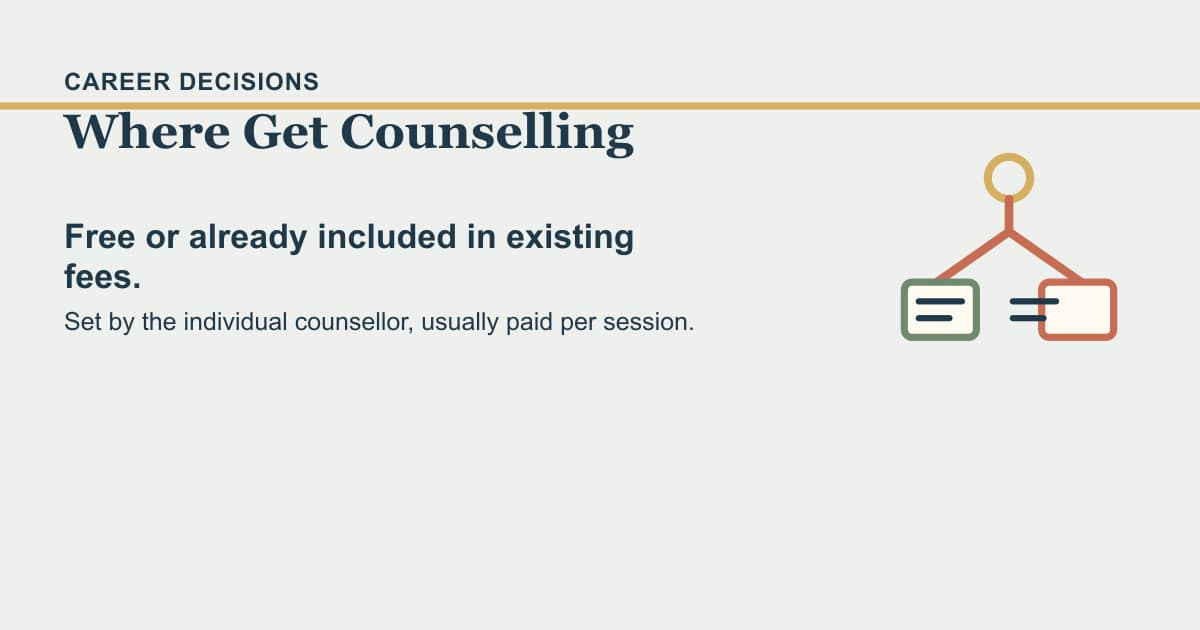 CAREER DECISIONS
Where Get Counselling
Free or already included in existing
fees.
Set by the individual counsellor, usually paid per session.